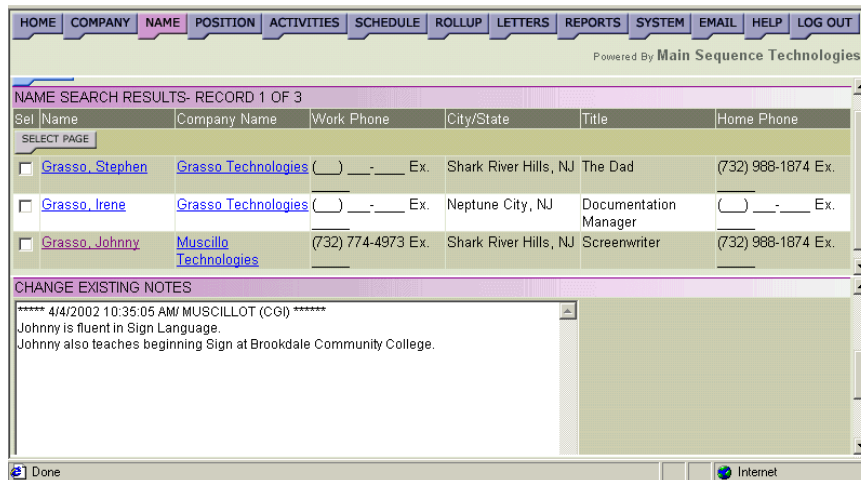 HOME COMPANY NAME POSITION ACTIVITIES SCHEDULE ROLLUP LETTERS REPORTS SYSTEM EMAIL HELP LOG OUT
Powered By Main Sequence Technologies
NAME SEARCH RESULTS- RECORD 1 OF 3
Sel Name Company Name Work Phone City/State Title Home Phone
SELECT PAGE
Grasso, Stephen Grasso Technologies (___) ___-____ Ex. Shark River Hills, NJ The Dad (732) 988-1874 Ex.
_____ _____
Grasso, Irene Grasso Technologies (___) ___-____ Ex. Neptune City, NJ Documentation (___) ___-____ Ex.
_____ Manager _____
Grasso, Johnny Muscillo (732) 774-4973 Ex. Shark River Hills, NJ Screenwriter (732) 988-1874 Ex.
Technologies _____ _____
CHANGE EXISTING NOTES
***** 4/4/2002 10:35:05 AM/ MUSCILLOT (CGI) ******
Johnny is fluent in Sign Language.
Johnny also teaches beginning Sign at Brookdale Community College.
Done Internet